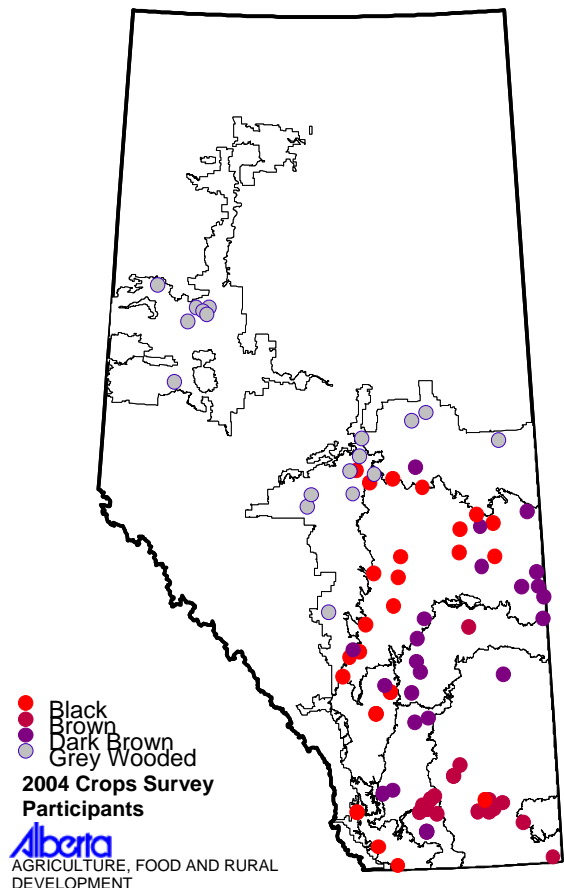 Black
Brown
Dark Brown
Grey Wooded
2004 Crops Survey
Participants
Alberta
AGRICULTURE, FOOD AND RURAL
DEVELOPMENT